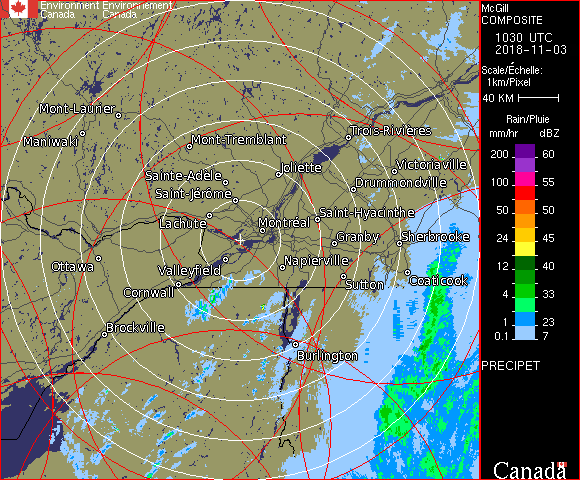 Environment Environnement
Canada Canada
McGill
COMPOSITE
1030 UTC
2018-11-03
Scale/Échelle:
1km/Pixel
40 KM
Rain/Pluie
mm/hr dBZ
200 60
155
100 55
50 50
24 45
12 40
4 33
2 23
0.1 7
PRECIPET
Canada
Mont-Laurier
Maniwaki
Mont-Tremblant
Trois-Rivières
Joliette
Victoriaville
Sainte-Adèle
Drummondville
Saint-Jérôme
Saint-Hyacinthe
Lachute
Montréal
Granby
Sherbrooke
Ottawa
Valleyfield
Napierville
Cornwall
Sutton
Coaticook
Brockville
Burlington